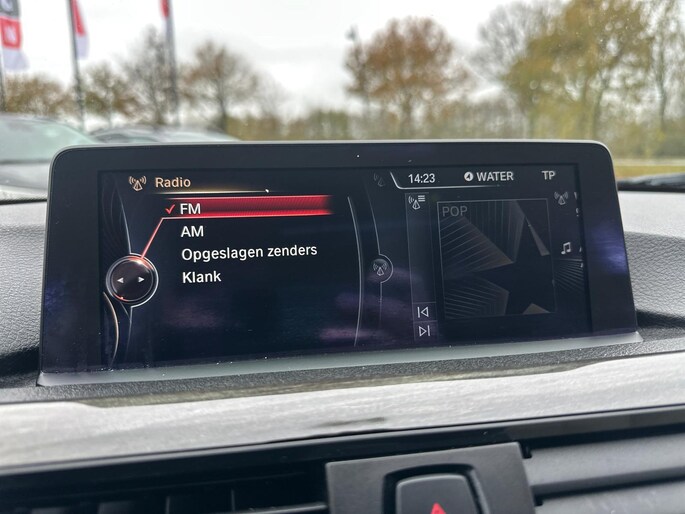 Radio
14:23
WATER
TP
FM
AM
Opgeslagen zenders
Klank
POP